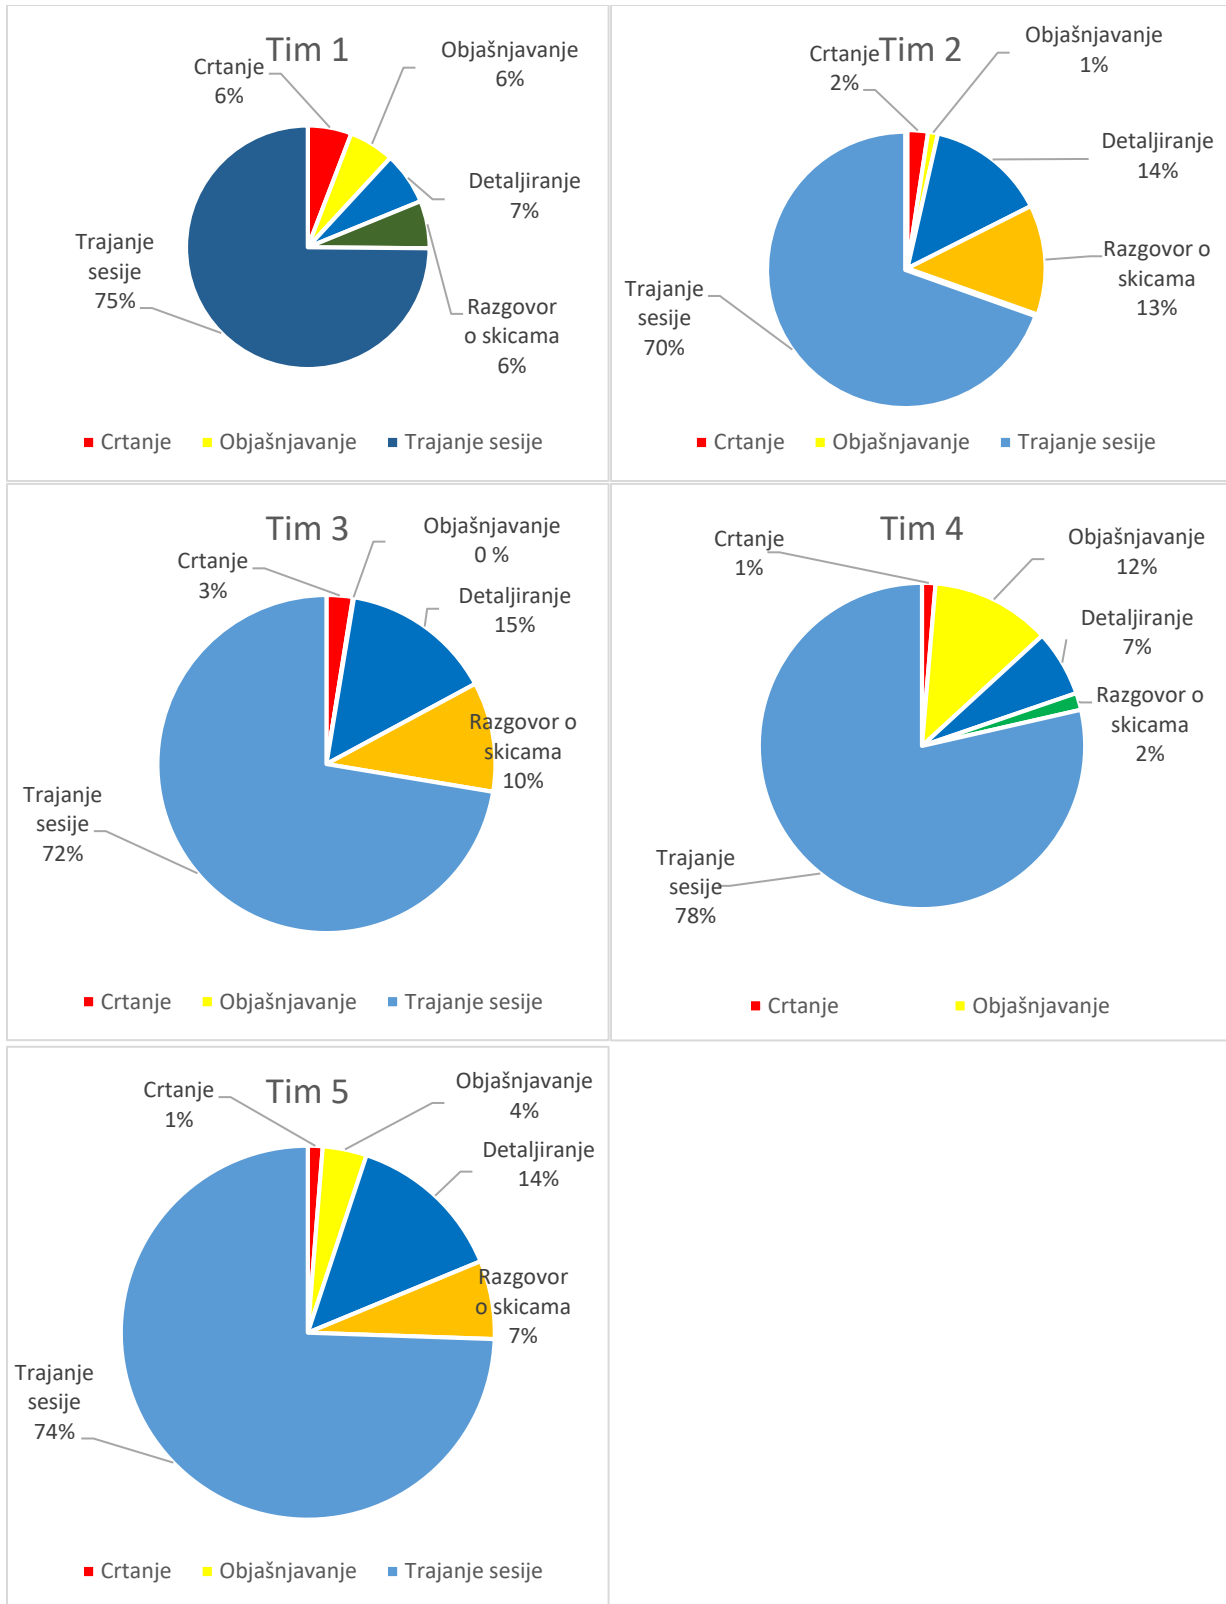 Tim 1
Crtanje
6%
Objašnjavanje
6%
Detaljiranje
7%
Razgovor
o skicama
6%
Trajanje
sesije
75%
Crtanje Objašnjavanje Trajanje sesije
Tim 2
Crtanje
2%
Objašnjavanje
1%
Detaljiranje
14%
Razgovor o
skicama
13%
Trajanje
sesije
70%
Crtanje Objašnjavanje Trajanje sesije
Tim 3
Crtanje
3%
Objašnjavanje
0 %
Detaljiranje
15%
Razgovor o
skicama
10%
Trajanje
sesije
72%
Crtanje Objašnjavanje Trajanje sesije
Tim 4
Crtanje
1%
Objašnjavanje
12%
Detaljiranje
7%
Razgovor o
skicama
2%
Trajanje
sesije
78%
Crtanje Objašnjavanje
Tim 5
Crtanje
1%
Objašnjavanje
4%
Detaljiranje
14%
Razgovor
o skicama
7%
Trajanje
sesije
74%
Crtanje Objašnjavanje Trajanje sesije